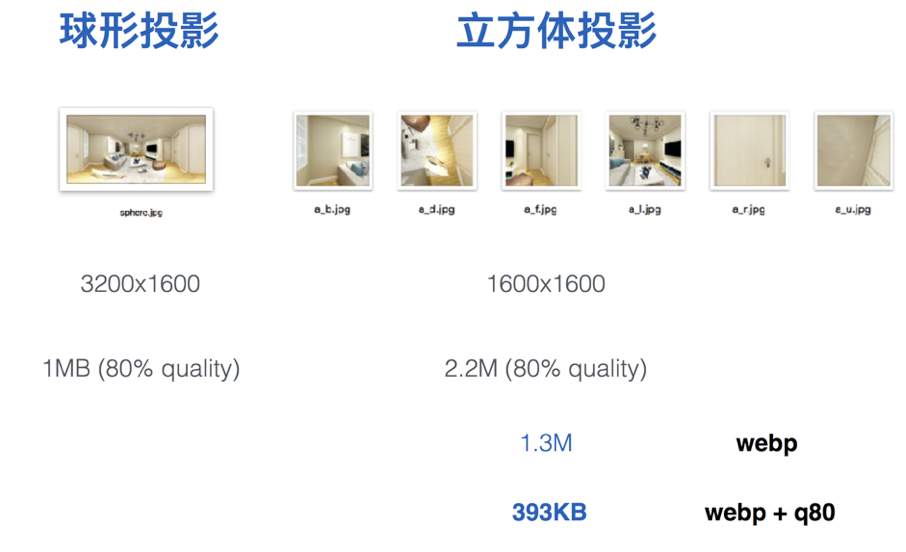 球形投影 立方体投影
sphere.jpg a_b.jpg a_d.jpg a_f.jpg a_l.jpg a_r.jpg a_u.jpg
3200x1600 1600x1600
1MB (80% quality) 2.2M (80% quality)
1.3M webp
393KB webp + q80